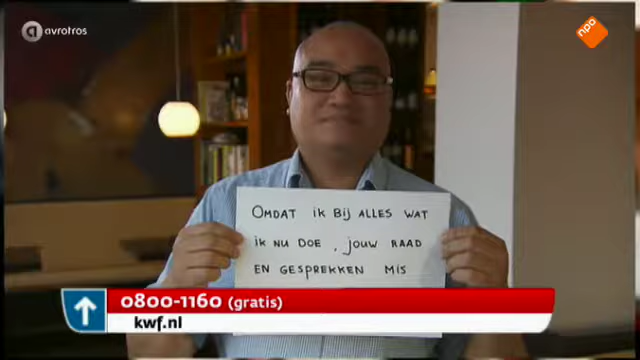 avrotros
npo
OMDAT IK BIJ ALLES WAT
IK NU DOE, JOUW RAAD
EN GESPREKKEN MIS
0800-1160 (gratis)
kwf.nl